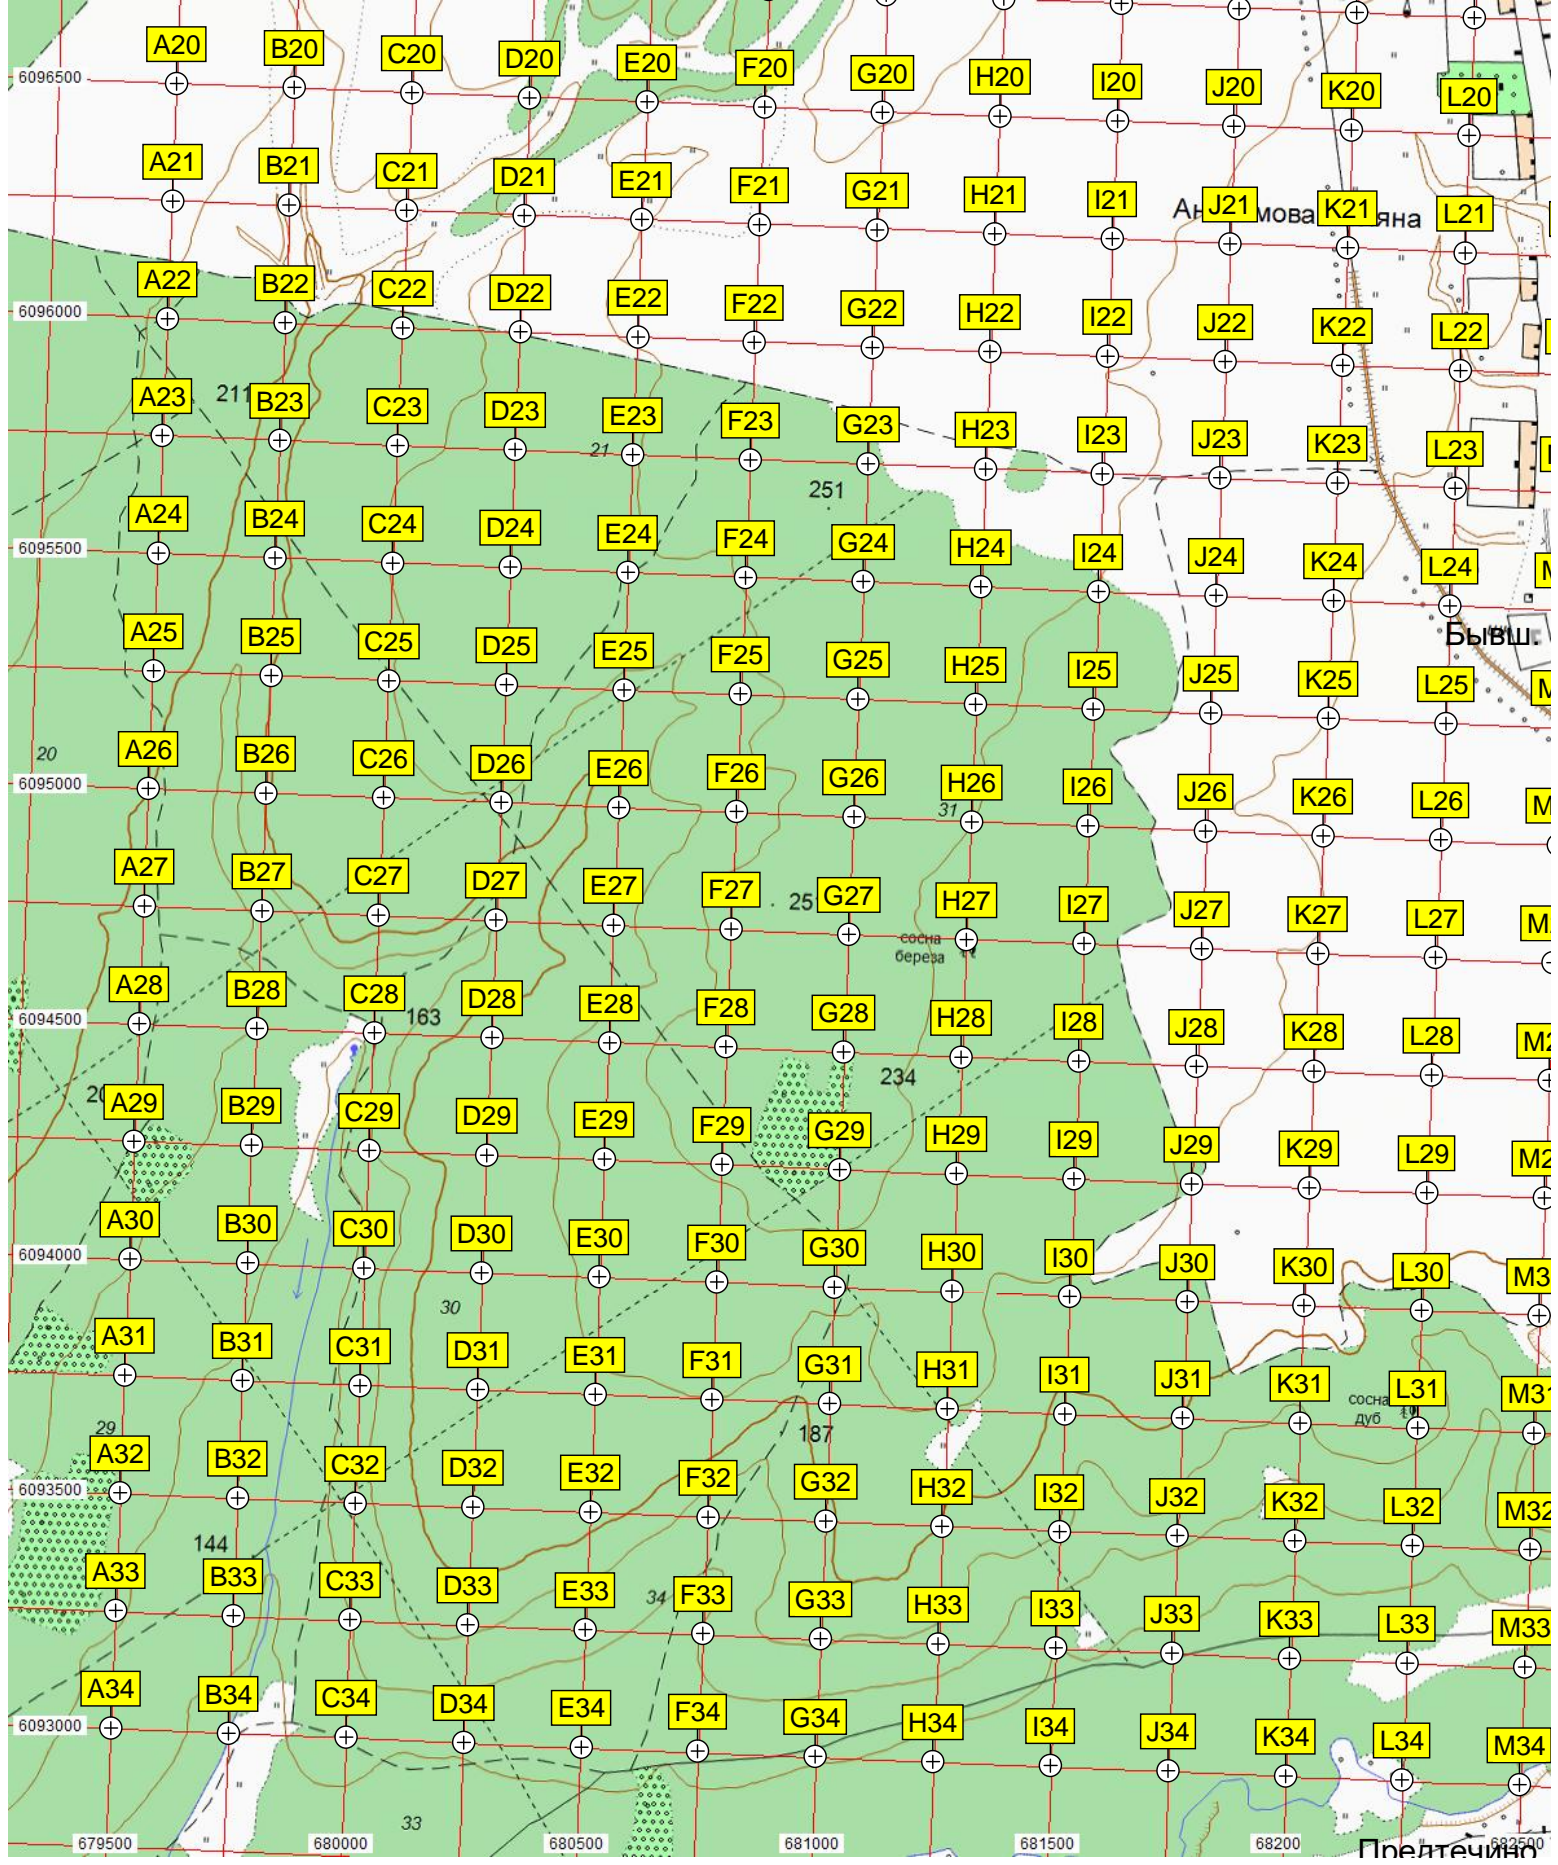 A20 B20 C20 D20 E20 F20 G20 H20 I20 J20 K20 L20
6096500
A21 B21 C21 D21 E21 F21 G21 H21 I21 J21 K21 L21
A22 B22 C22 D22 E22 F22 G22 H22 I22 J22 K22 L22
6096000
A23 211 B23 C23 D23 E23 F23 G23 H23 I23 J23 K23 L23
21
251
A24 B24 C24 D24 E24 F24 G24 H24 I24 J24 K24 L24
6095500
A25 B25 C25 D25 E25 F25 G25 H25 I25 J25 K25 L25
Бывш.
20
A26 B26 C26 D26 E26 F26 G26 H26 I26 J26 K26 L26
6095000
31
A27 B27 C27 D27 E27 F27 G27 H27 I27 J27 K27 L27
сосна
береза
A28 B28 C28 D28 E28 F28 G28 H28 I28 J28 K28 L28
6094500
163
234
A29 B29 C29 D29 E29 F29 G29 H29 I29 J29 K29 L29
A30 B30 C30 D30 E30 F30 G30 H30 I30 J30 K30 L30
6094000
30
A31 B31 C31 D31 E31 F31 G31 H31 I31 J31 K31 L31 M31
сосна
дуб
29
187
A32 B32 C32 D32 E32 F32 G32 H32 I32 J32 K32 L32 M32
6093500
144
A33 B33 C33 D33 E33 34 F33 G33 H33 I33 J33 K33 L33 M33
A34 B34 C34 D34 E34 F34 G34 H34 I34 J34 K34 L34 M34
6093000
33
679500 680000 680500 681000 681500 68200 682500
Предтечино